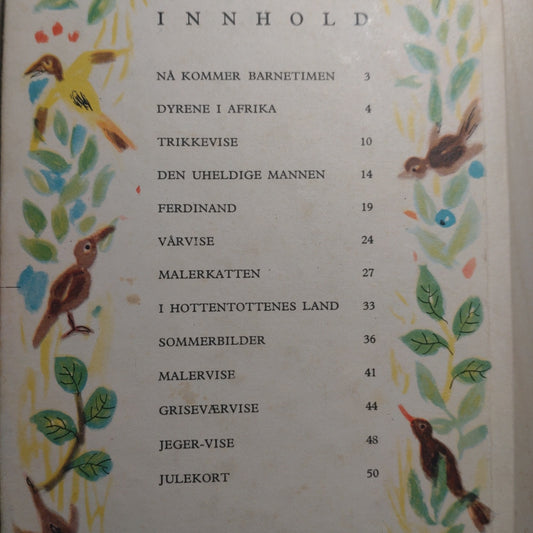 INNHOLD
NÅ KOMMER BARNETIMEN 3
DYRENE I AFRIKA 4
TRIKKEVISE 10
DEN UHELDIGE MANNEN 14
FERDINAND 19
VÅRVISE 24
MALERKATTEN 27
I HOTTENTOTTENES LAND 33
SOMMERBILDER 36
MALERVISE 41
GRISEVÆRVISE 44
JEGER-VISE 48
JULEKORT 50